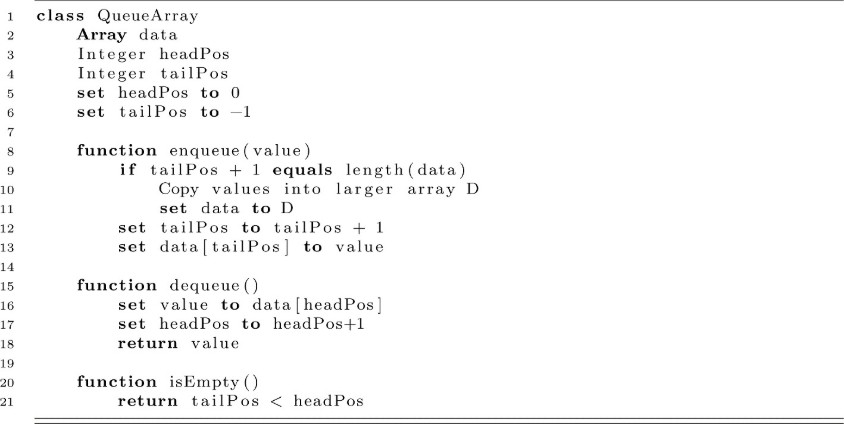 1 class QueueArray
2 Array data
3 Integer headPos
4 Integer tailPos
5 set headPos to 0
6 set tailPos to −1
7
8 function enqueue(value)
9 if tailPos + 1 equals length(data)
10 Copy values into larger array D
11 set data to D
12 set tailPos to tailPos + 1
13 set data[tailPos] to value
14
15 function dequeue()
16 set value to data[headPos]
17 set headPos to headPos+1
18 return value
19
20 function isEmpty()
21 return tailPos < headPos